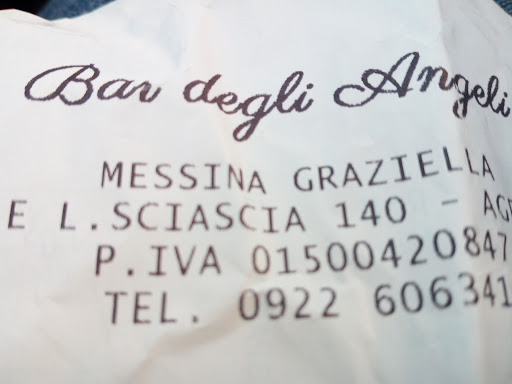 Bar degli Angeli
MESSINA GRAZIELLA
E L.SCIASCIA 140 - AG
P.IVA 01500420847
TEL. 0922 606341